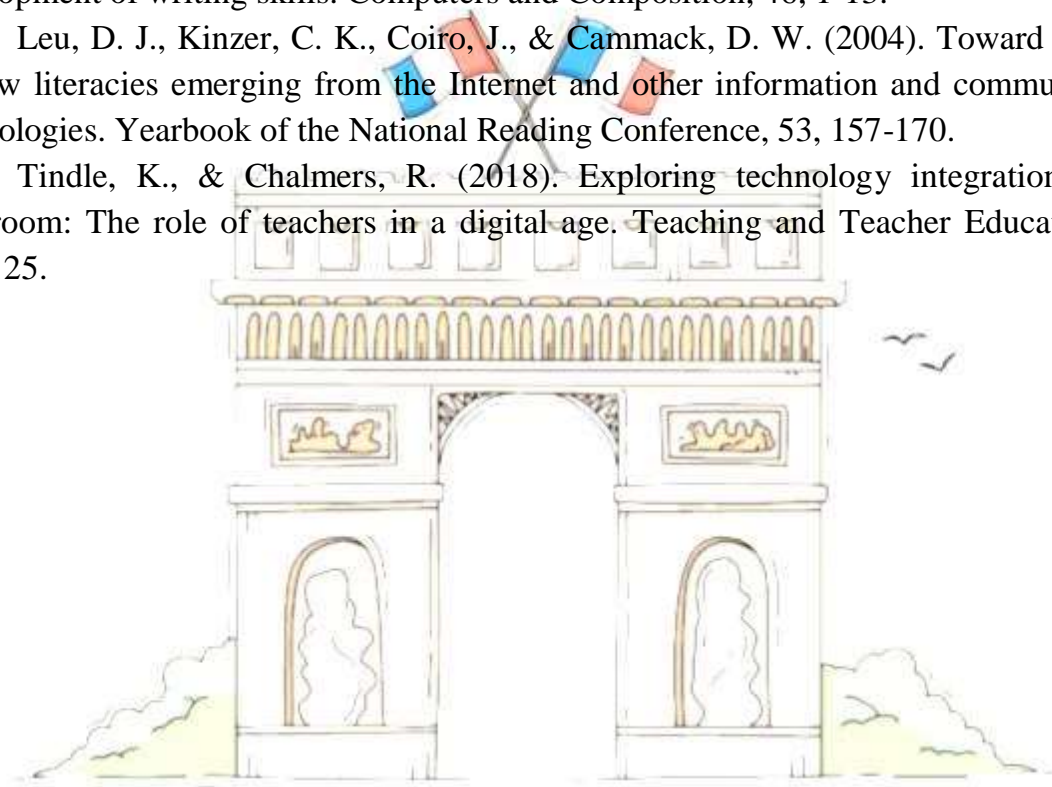 opment of writing skills. Computers and Composition, 48, 1-15.
Leu, D. J., Kinzer, C. K., Coiro, J., & Cammack, D. W. (2004). Toward
w literacies emerging from the Internet and other information and commu
ologies. Yearbook of the National Reading Conference, 53, 157-170.
Tindle, K., & Chalmers, R. (2018). Exploring technology integration
room: The role of teachers in a digital age. Teaching and Teacher Educa
25.